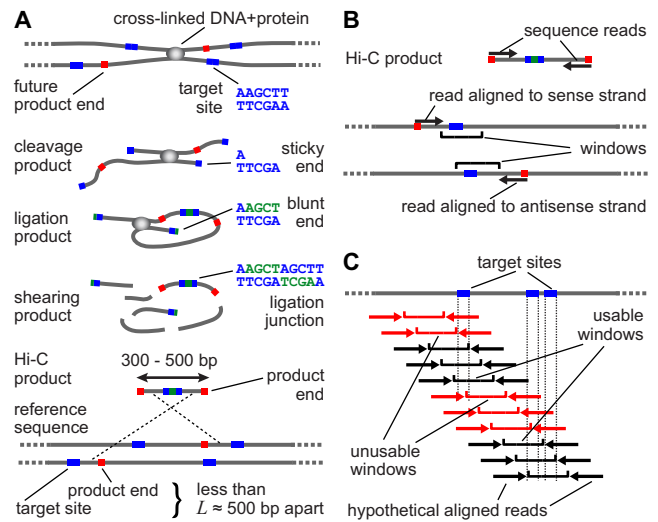 A
cross-linked DNA+protein
future
product end
target
site
AAGCTT
TTCGAA
cleavage
product
A
TTCGA
sticky
end
ligation
product
AAGCT
TTCGA
blunt
end
shearing
product
AAGCTAGCTT
TTCGATCGAA
ligation
junction
Hi-C
product
300 - 500 bp
product
end
reference
sequence
target site
product end
} less than
L ≈ 500 bp apart
B
sequence reads
Hi-C product
read aligned to sense strand
windows
read aligned to antisense strand
C
target sites
usable
windows
unusable
windows
hypothetical aligned reads